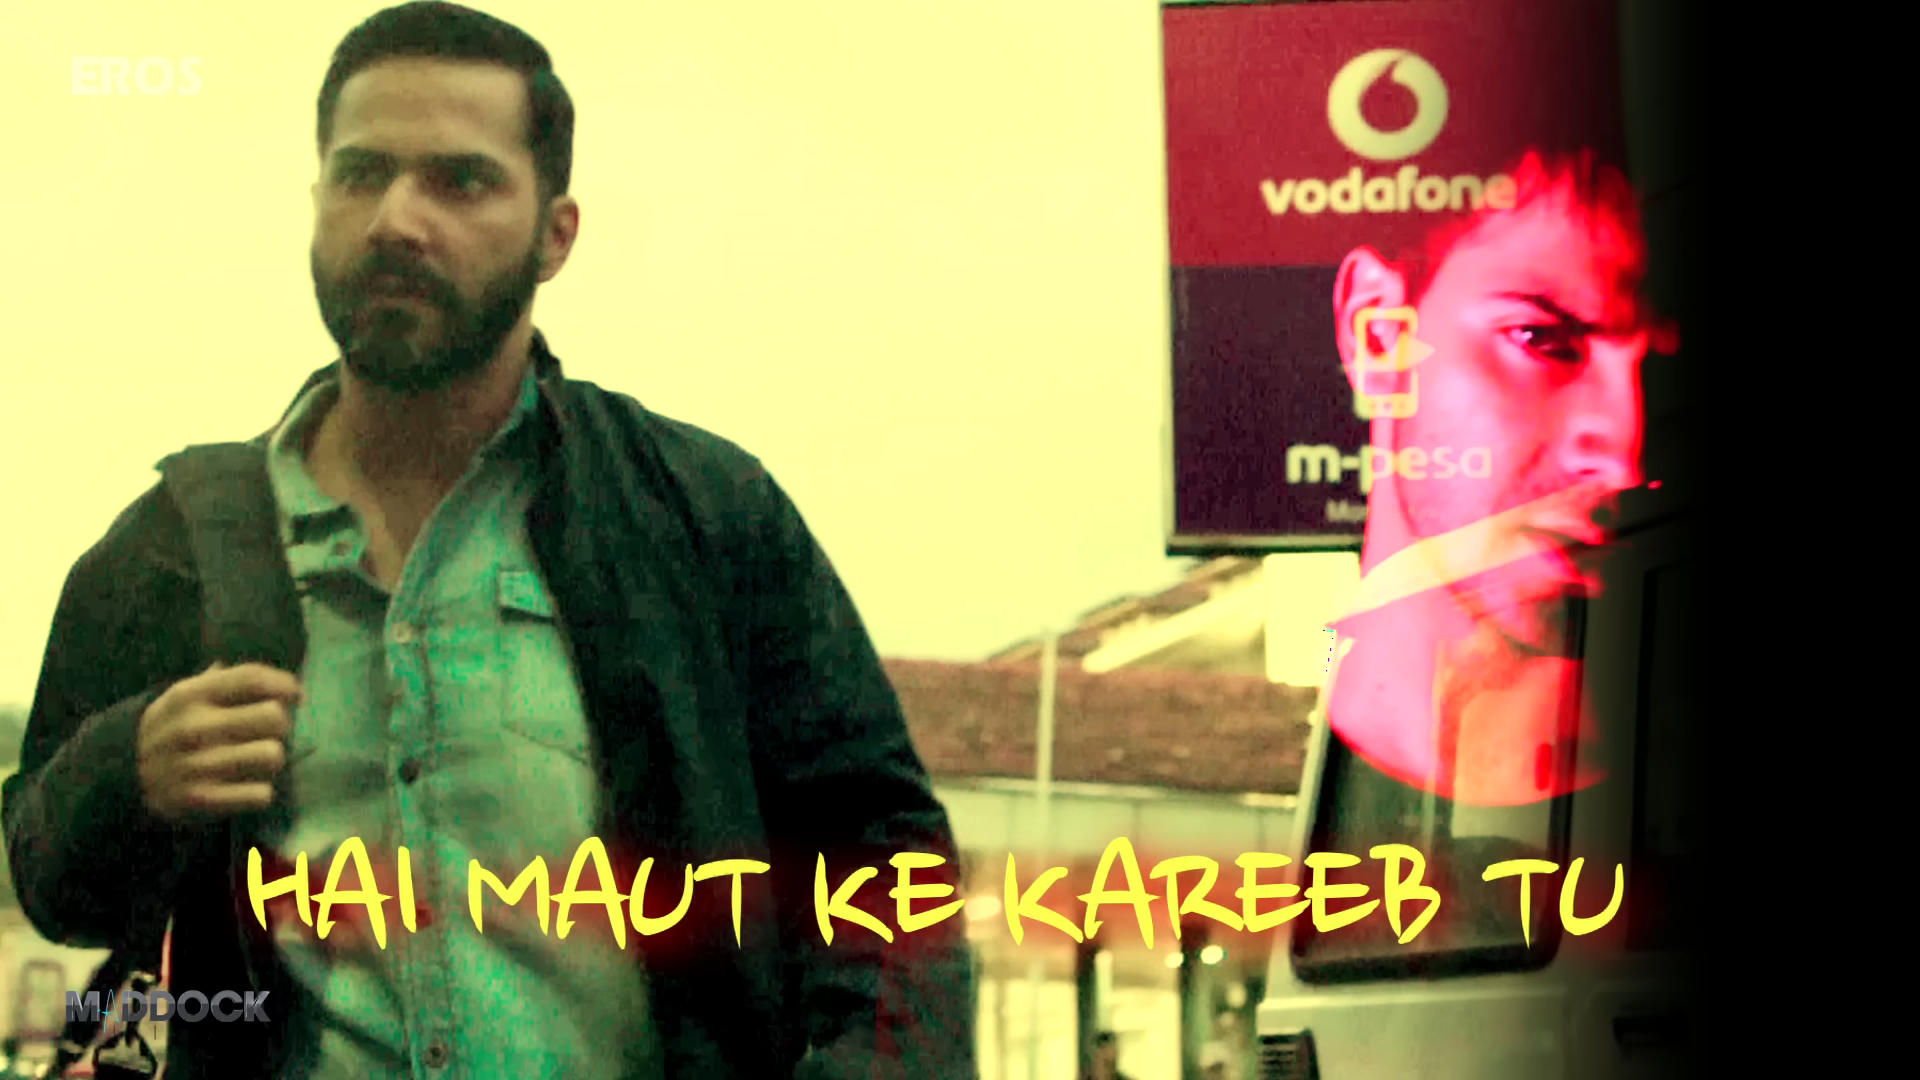 EROS
vodafone
m-pesa
HAI MAUT KE KAREEB TU
MADDOCK